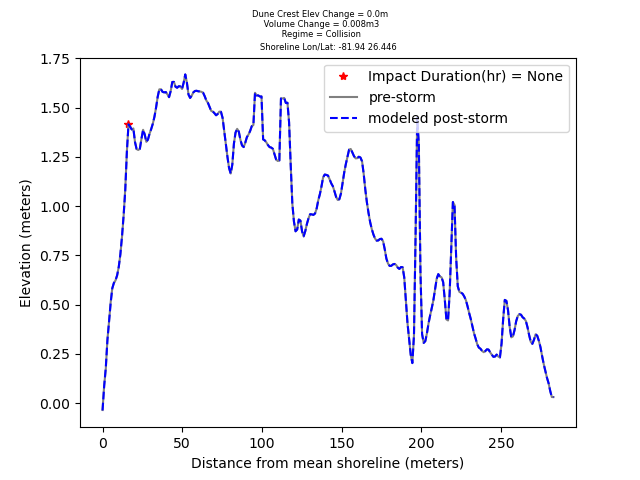 Dune Crest Elev Change = 0.0m
Volume Change = 0.008m3
Regime = Collision
Shoreline Lon/Lat: -81.94 26.446
Impact Duration(hr) = None
pre-storm
modeled post-storm
Elevation (meters)
1.75
1.50
1.25
1.00
0.75
0.50
0.25
0.00
0 50 100 150 200 250
Distance from mean shoreline (meters)